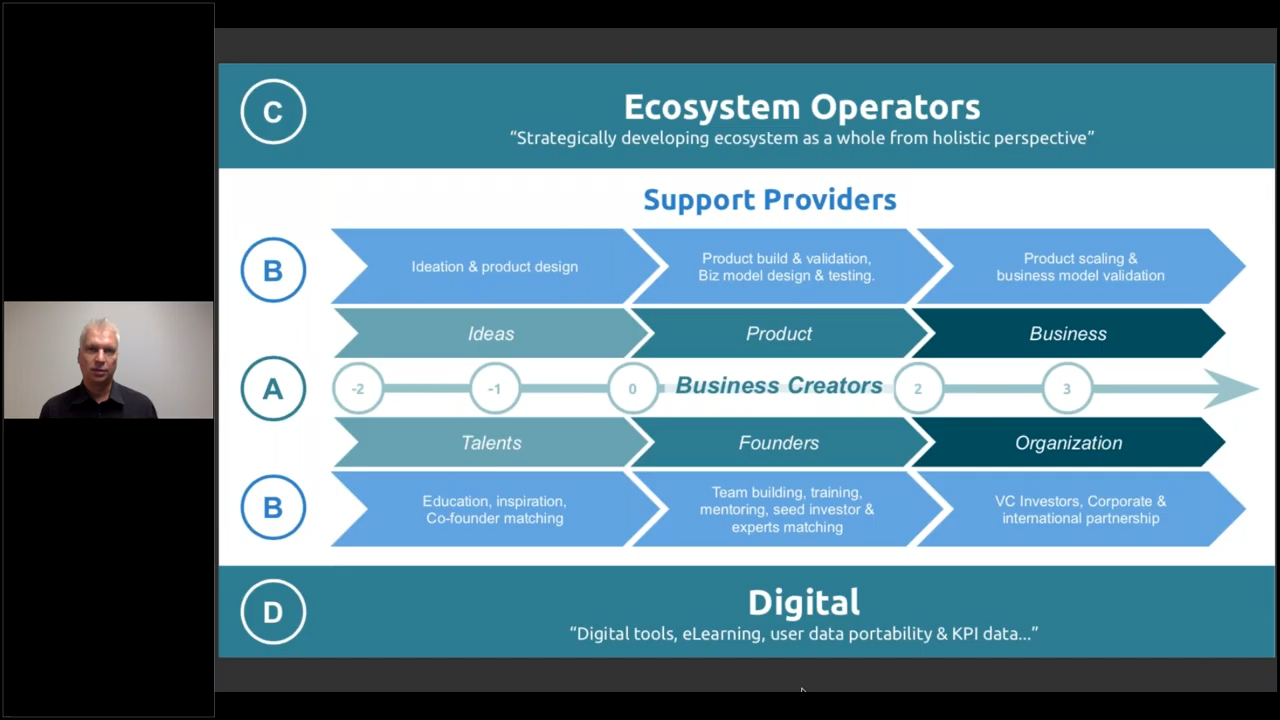 C
Ecosystem Operators
“Strategically developing ecosystem as a whole from holistic perspective”
Support Providers
B
Ideation & product design
Product build & validation,
Biz model design & testing.
Product scaling &
business model validation
Ideas
Product
Business
A
-2
-1
0
Business Creators
2
3
Talents
Founders
Organization
B
Education, inspiration,
Co-founder matching
Team building, training,
mentoring, seed investor &
experts matching
VC Investors, Corporate &
international partnership
D
Digital
“Digital tools, eLearning, user data portability & KPI data...”